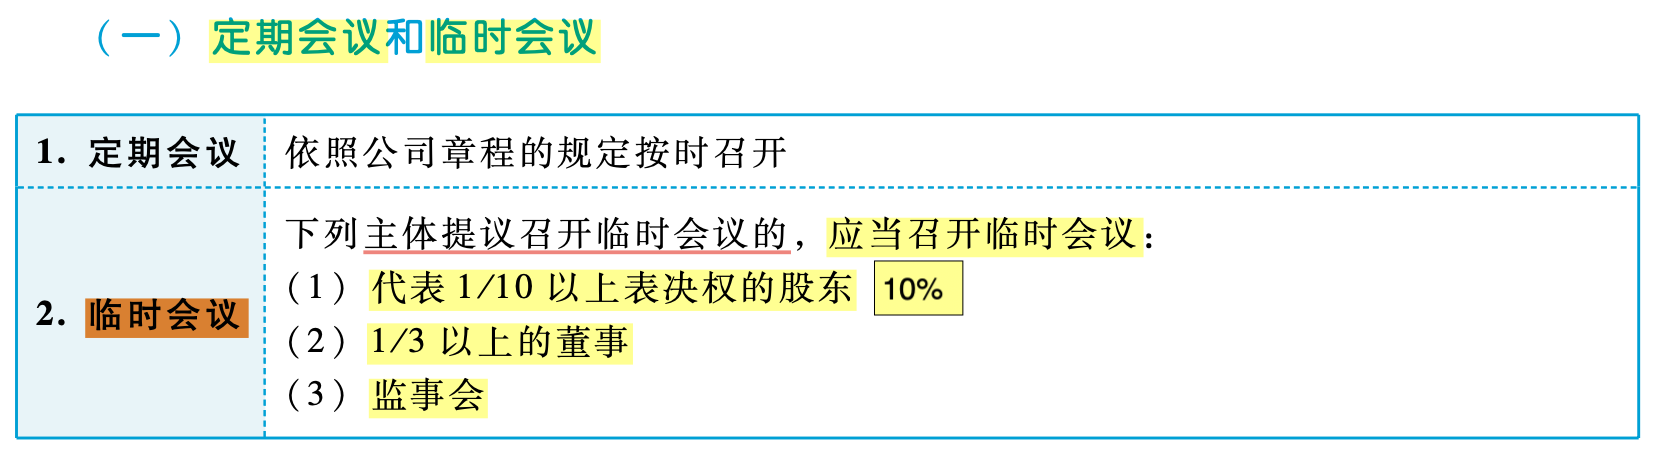 （一）定期会议和临时会议
1. 定期会议
依照公司章程的规定按时召开
2. 临时会议
下列主体提议召开临时会议的，应当召开临时会议：
（1）代表 1/10 以上表决权的股东 10%
（2）1/3 以上的董事
（3）监事会